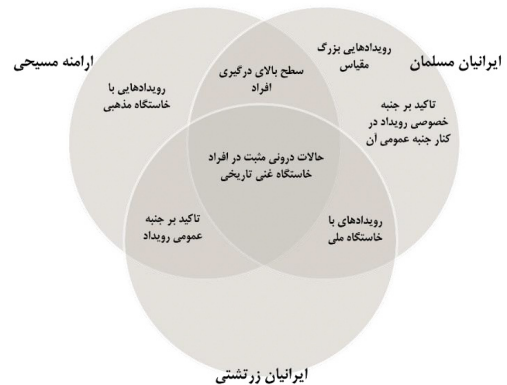 ایرانیان مسلمان
ارامنه مسیحی
رویدادهایی بزرگ
مقیاس
سطح بالای درگیری
افراد
رویدادهایی با
خاستگاه مذهبی
تاکید بر جنبه
خصوصی رویداد در
کنار جنبه عمومی آن
حالات درونی مثبت در افراد
خاستگاه غنی تاریخی
رویدادهای با
خاستگاه ملی
تاکید بر جنبه
عمومی رویداد
ایرانیان زرتشتی